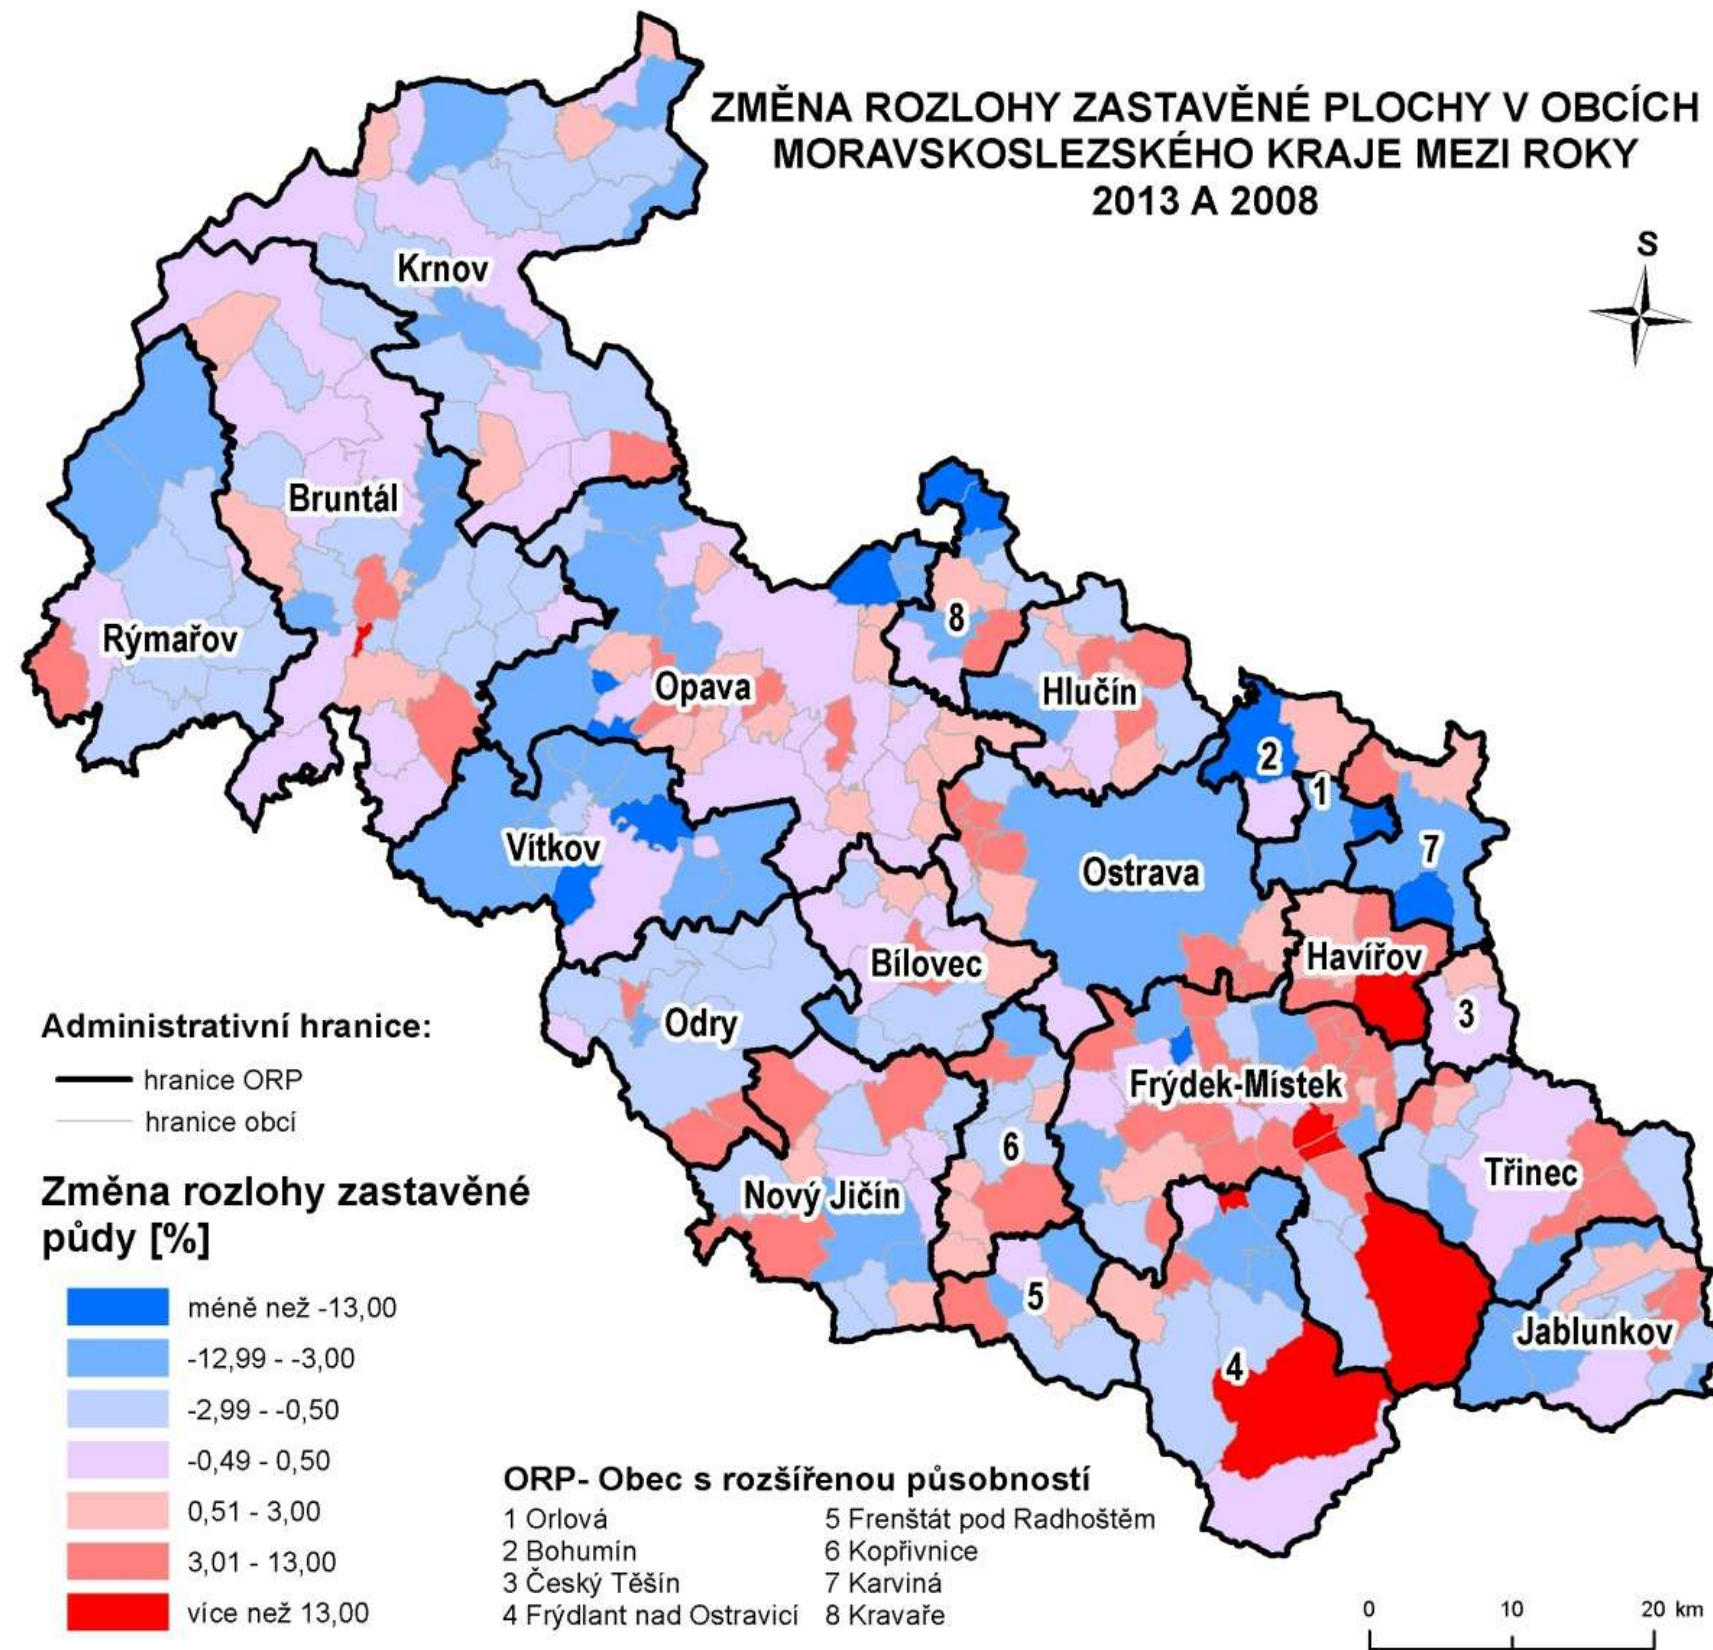 ZMĚNA ROZLOHY ZASTAVĚNÉ PLOCHY V OBCÍCH
MORAVSKOSLEZSKÉHO KRAJE MEZI ROKY
2013 A 2008
S
Krnov
Bruntál
Rýmařov
8
Opava
Hlučín
2
1
Vítkov
7
Ostrava
Bílovec
Havířov
3
Odry
Frýdek-Místek
6
Třinec
Nový Jičín
5
Jablunkov
4
Administrativní hranice:
hranice ORP
hranice obcí
Změna rozlohy zastavěné
půdy [%]
méně než -13,00
-12,99 - -3,00
-2,99 - -0,50
-0,49 - 0,50
0,51 - 3,00
3,01 - 13,00
více než 13,00
ORP- Obec s rozšířenou působností
1 Orlová
2 Bohumín
3 Český Těšín
4 Frýdlant nad Ostravicí
5 Frenštát pod Radhoštěm
6 Kopřivnice
7 Karviná
8 Kravaře
0 10 20 km